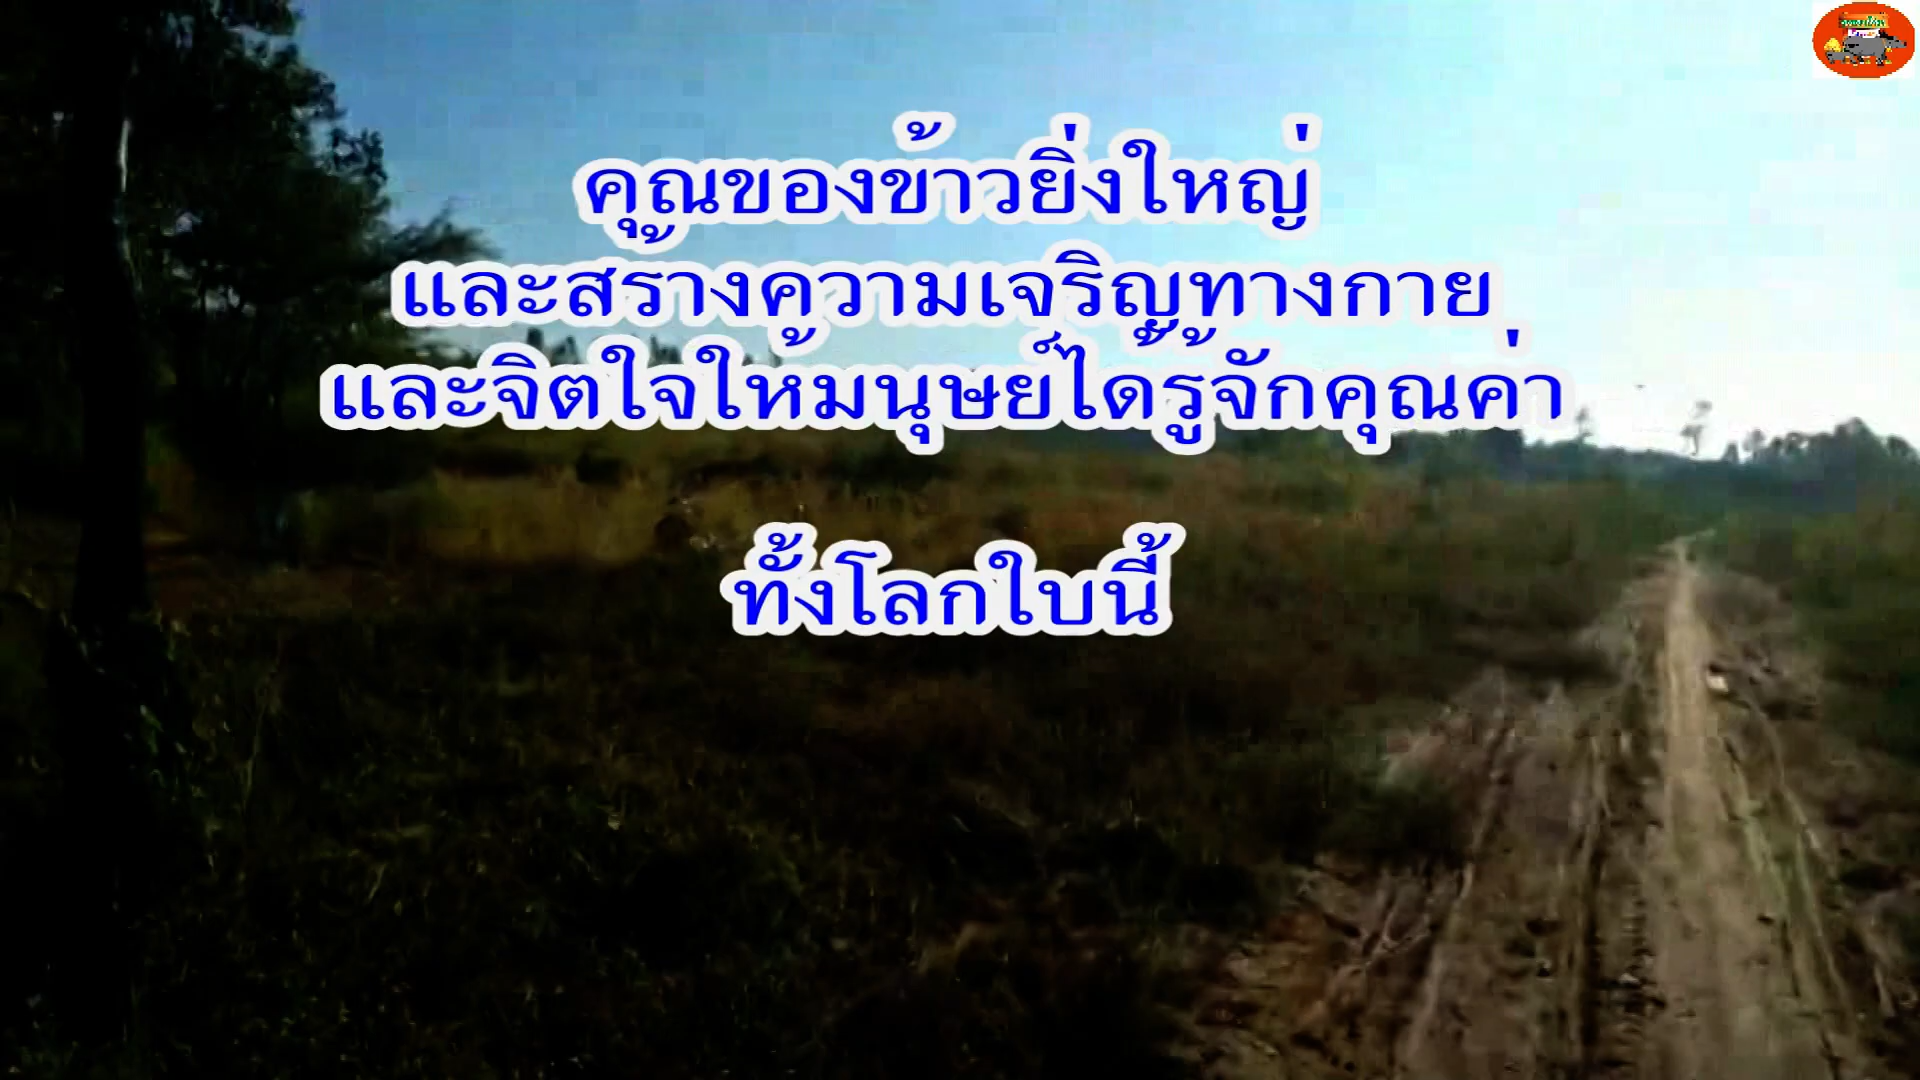 คุณของข้าวยิ่งใหญ่
และสร้างความเจริญทางกาย
และจิตใจให้มนุษย์ได้รู้จักคุณค่า
ทั้งโลกใบนี้